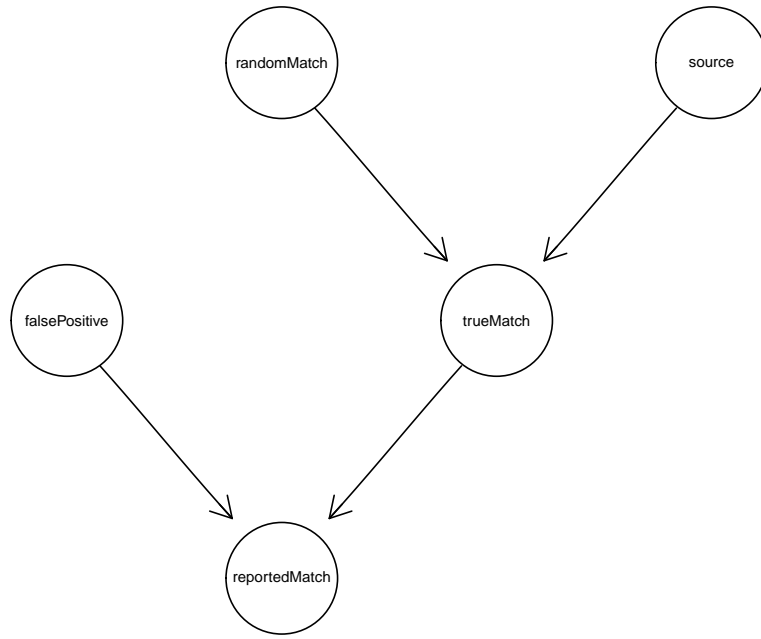 randomMatch
source
falsePositive
trueMatch
reportedMatch